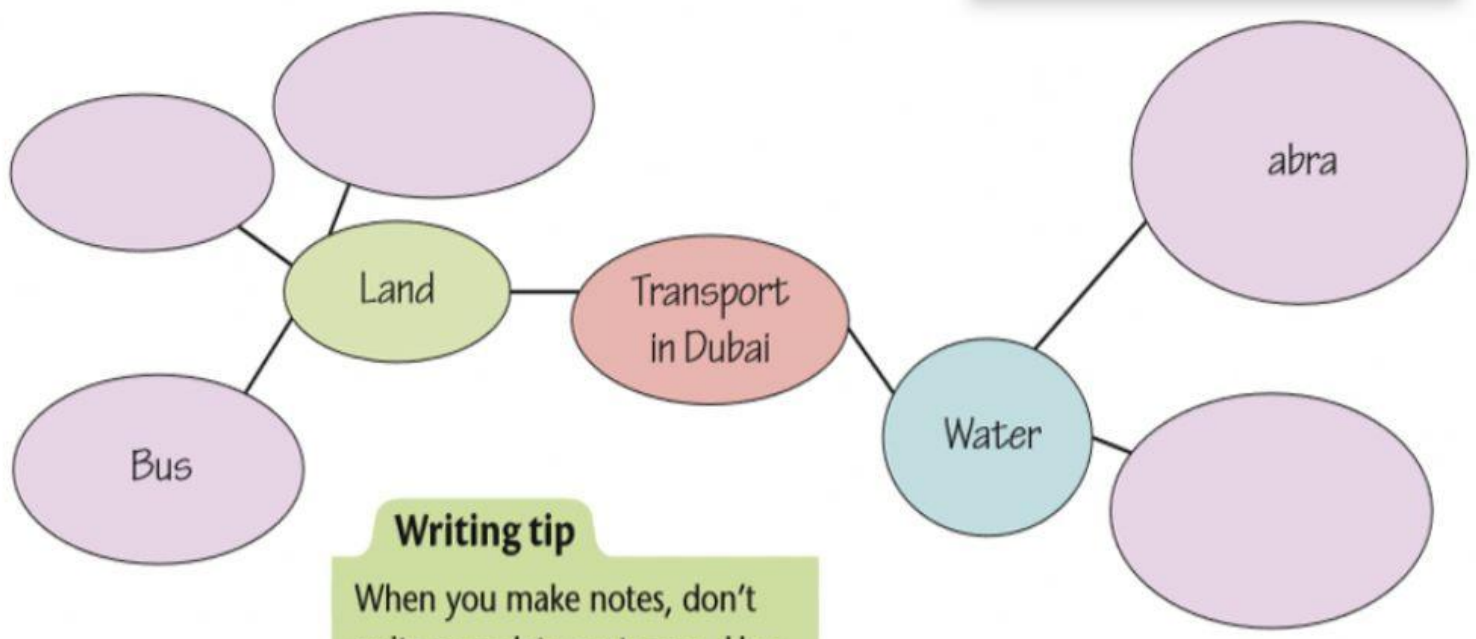 abra
Land
Transport
in Dubai
Bus
Water
Writing tip
When you make notes, don't